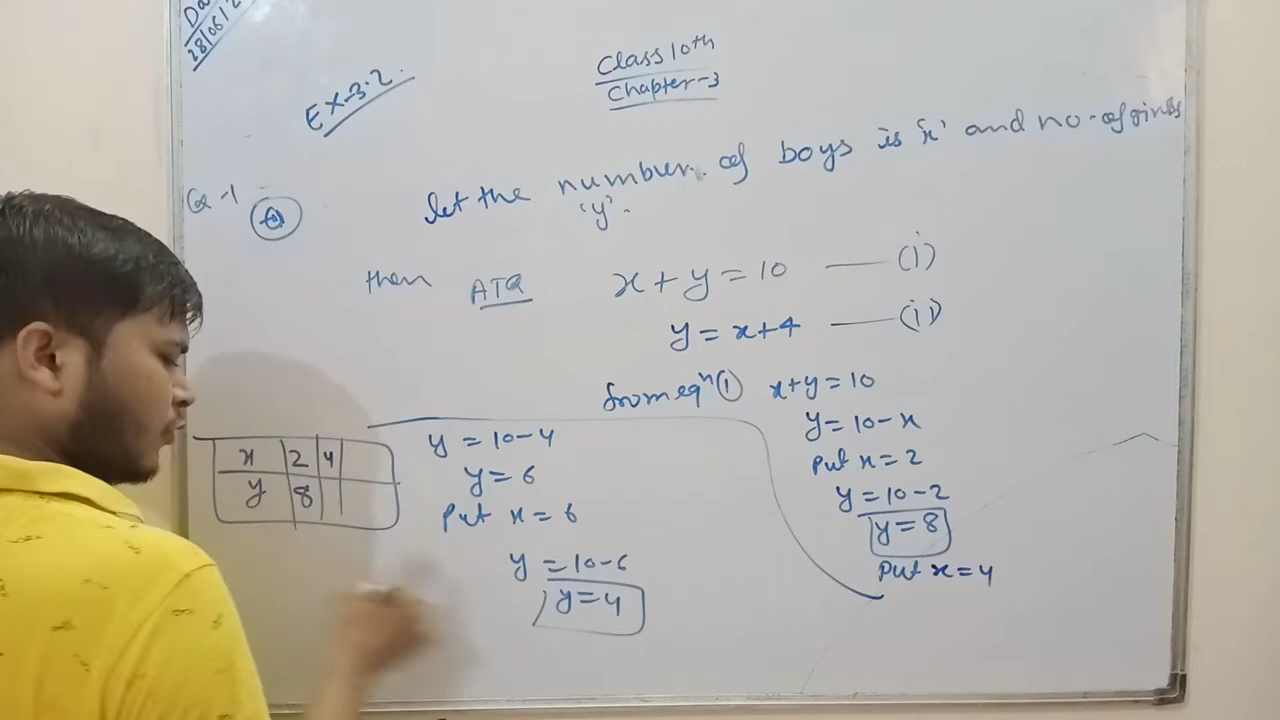 28/06/2
Ex-3.2.
Class 10th
Chapter-3
Q-1
let the number of boys is 'x' and no. of girls
'y'.
then ATQ x + y = 10 — (i)
y = x+4 — (ii)
from eqⁿ (1) x+y = 10
y = 10 - x
Put x = 2
y = 10 - 2
y = 8
Put x = 4
y = 10 - 4
y = 6
Put x = 6
y = 10 - 6
y = 4
x 2 4
y 8